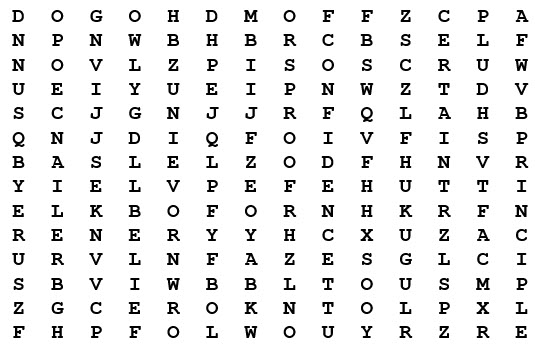 D O G O H D M O F F Z C P A
N P N W B H B R C B S E L F
N O V L Z P I S O S C R U W
U E I Y U E I P N W Z T D V
S C J G N J J R F Q L A H B
Q N J D I Q F O I V F I S P
B A S L E L Z O D F H N V R
Y I E L V P E F E H U T T I
E L K B O F O R N H K R F N
R E N E R Y Y H C X U Z A C
U R V L N F A Z E S G L C I
S B V I W B B L T O U S M P
Z G C E R O K N T O L P X L
F H P F O L W O U Y R Z R E